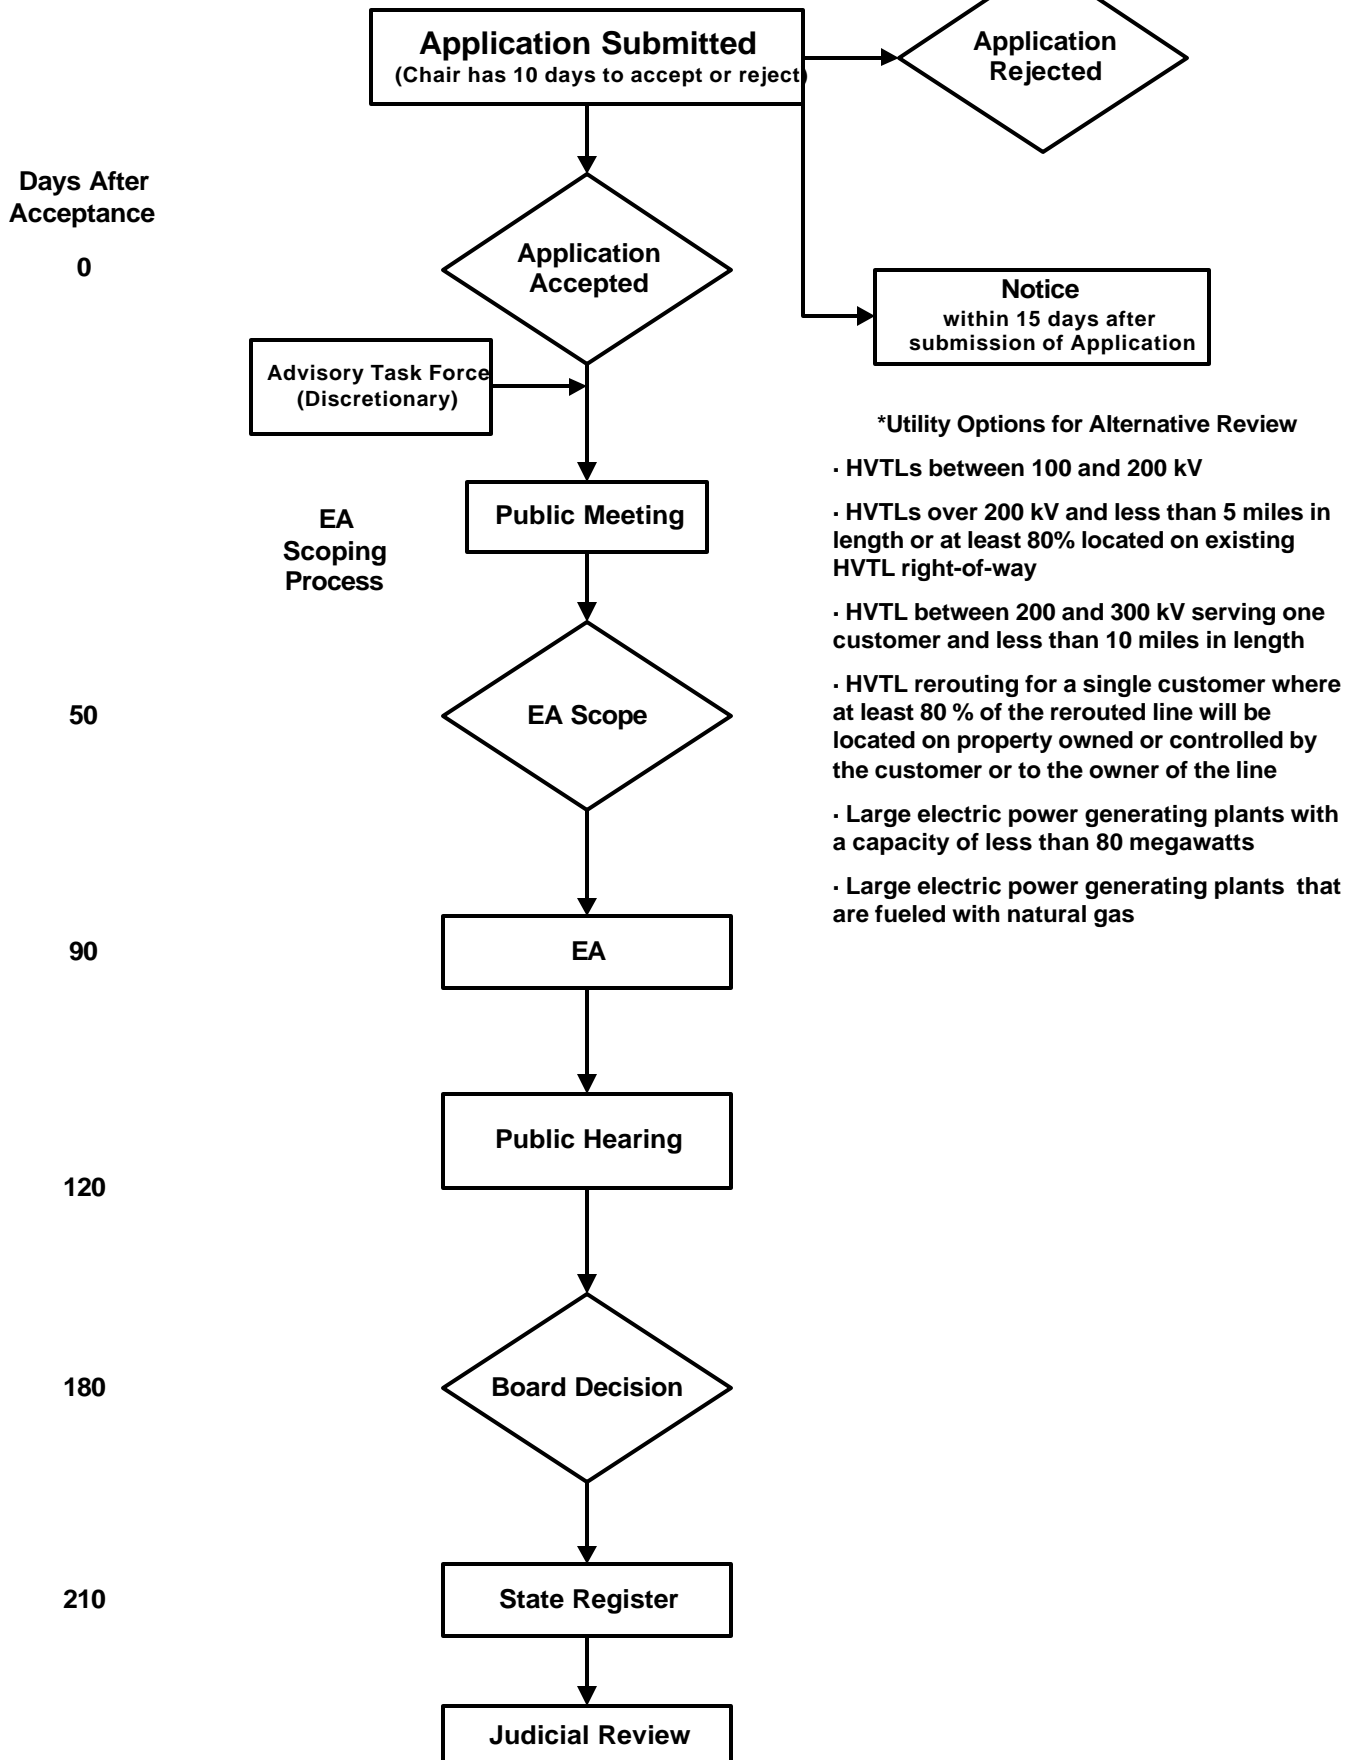 Application Submitted
(Chair has 10 days to accept or reject)
Application
Rejected
Days After
Acceptance
0
Application
Accepted
Notice
within 15 days after
submission of Application
Advisory Task Force
(Discretionary)
*Utility Options for Alternative Review
· HVTLs between 100 and 200 kV
· HVTLs over 200 kV and less than 5 miles in
length or at least 80% located on existing
HVTL right-of-way
· HVTL between 200 and 300 kV serving one
customer and less than 10 miles in length
· HVTL rerouting for a single customer where
at least 80 % of the rerouted line will be
located on property owned or controlled by
the customer or to the owner of the line
· Large electric power generating plants with
a capacity of less than 80 megawatts
· Large electric power generating plants that
are fueled with natural gas
EA
Scoping
Process
Public Meeting
50
EA Scope
90
EA
Public Hearing
120
180
Board Decision
210
State Register
Judicial Review